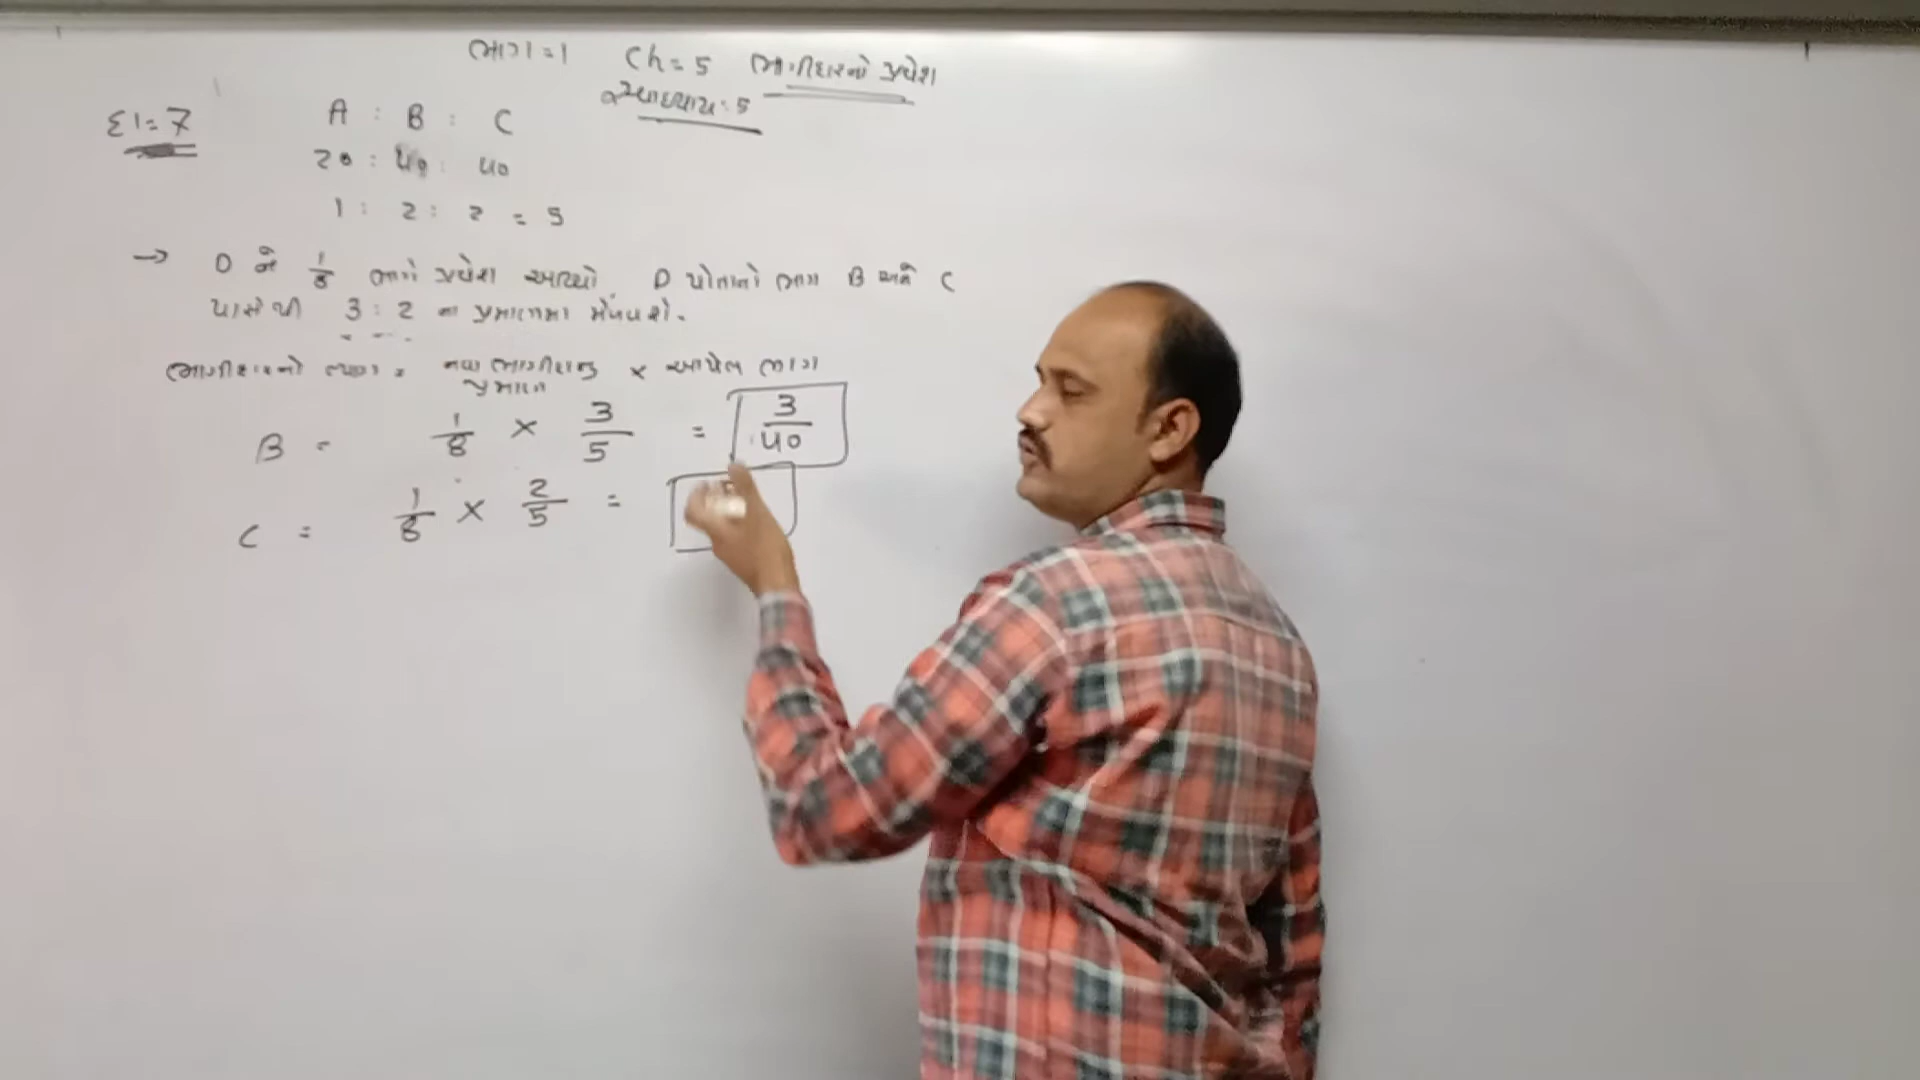 ભાગ = 1 Ch = 5 ભાગીદારનો પ્રવેશ
સ્વાધ્યાય : 5
દા = 7 A : B : C
20 : 40 : 40
1 : 2 : 2 = 5
→ D ને 1/8 ભાગે પ્રવેશ આપ્યો. D પોતાનો ભાગ B અને C
પાસેથી 3 : 2 ના પ્રમાણમાં મેળવશે.
ભાગીદારનો ત્યાગ = નવા ભાગીદારનું × આપેલ ભાગ
પ્રમાણ
B = 1/8 × 3/5 = 3/40
C = 1/8 × 2/5 =